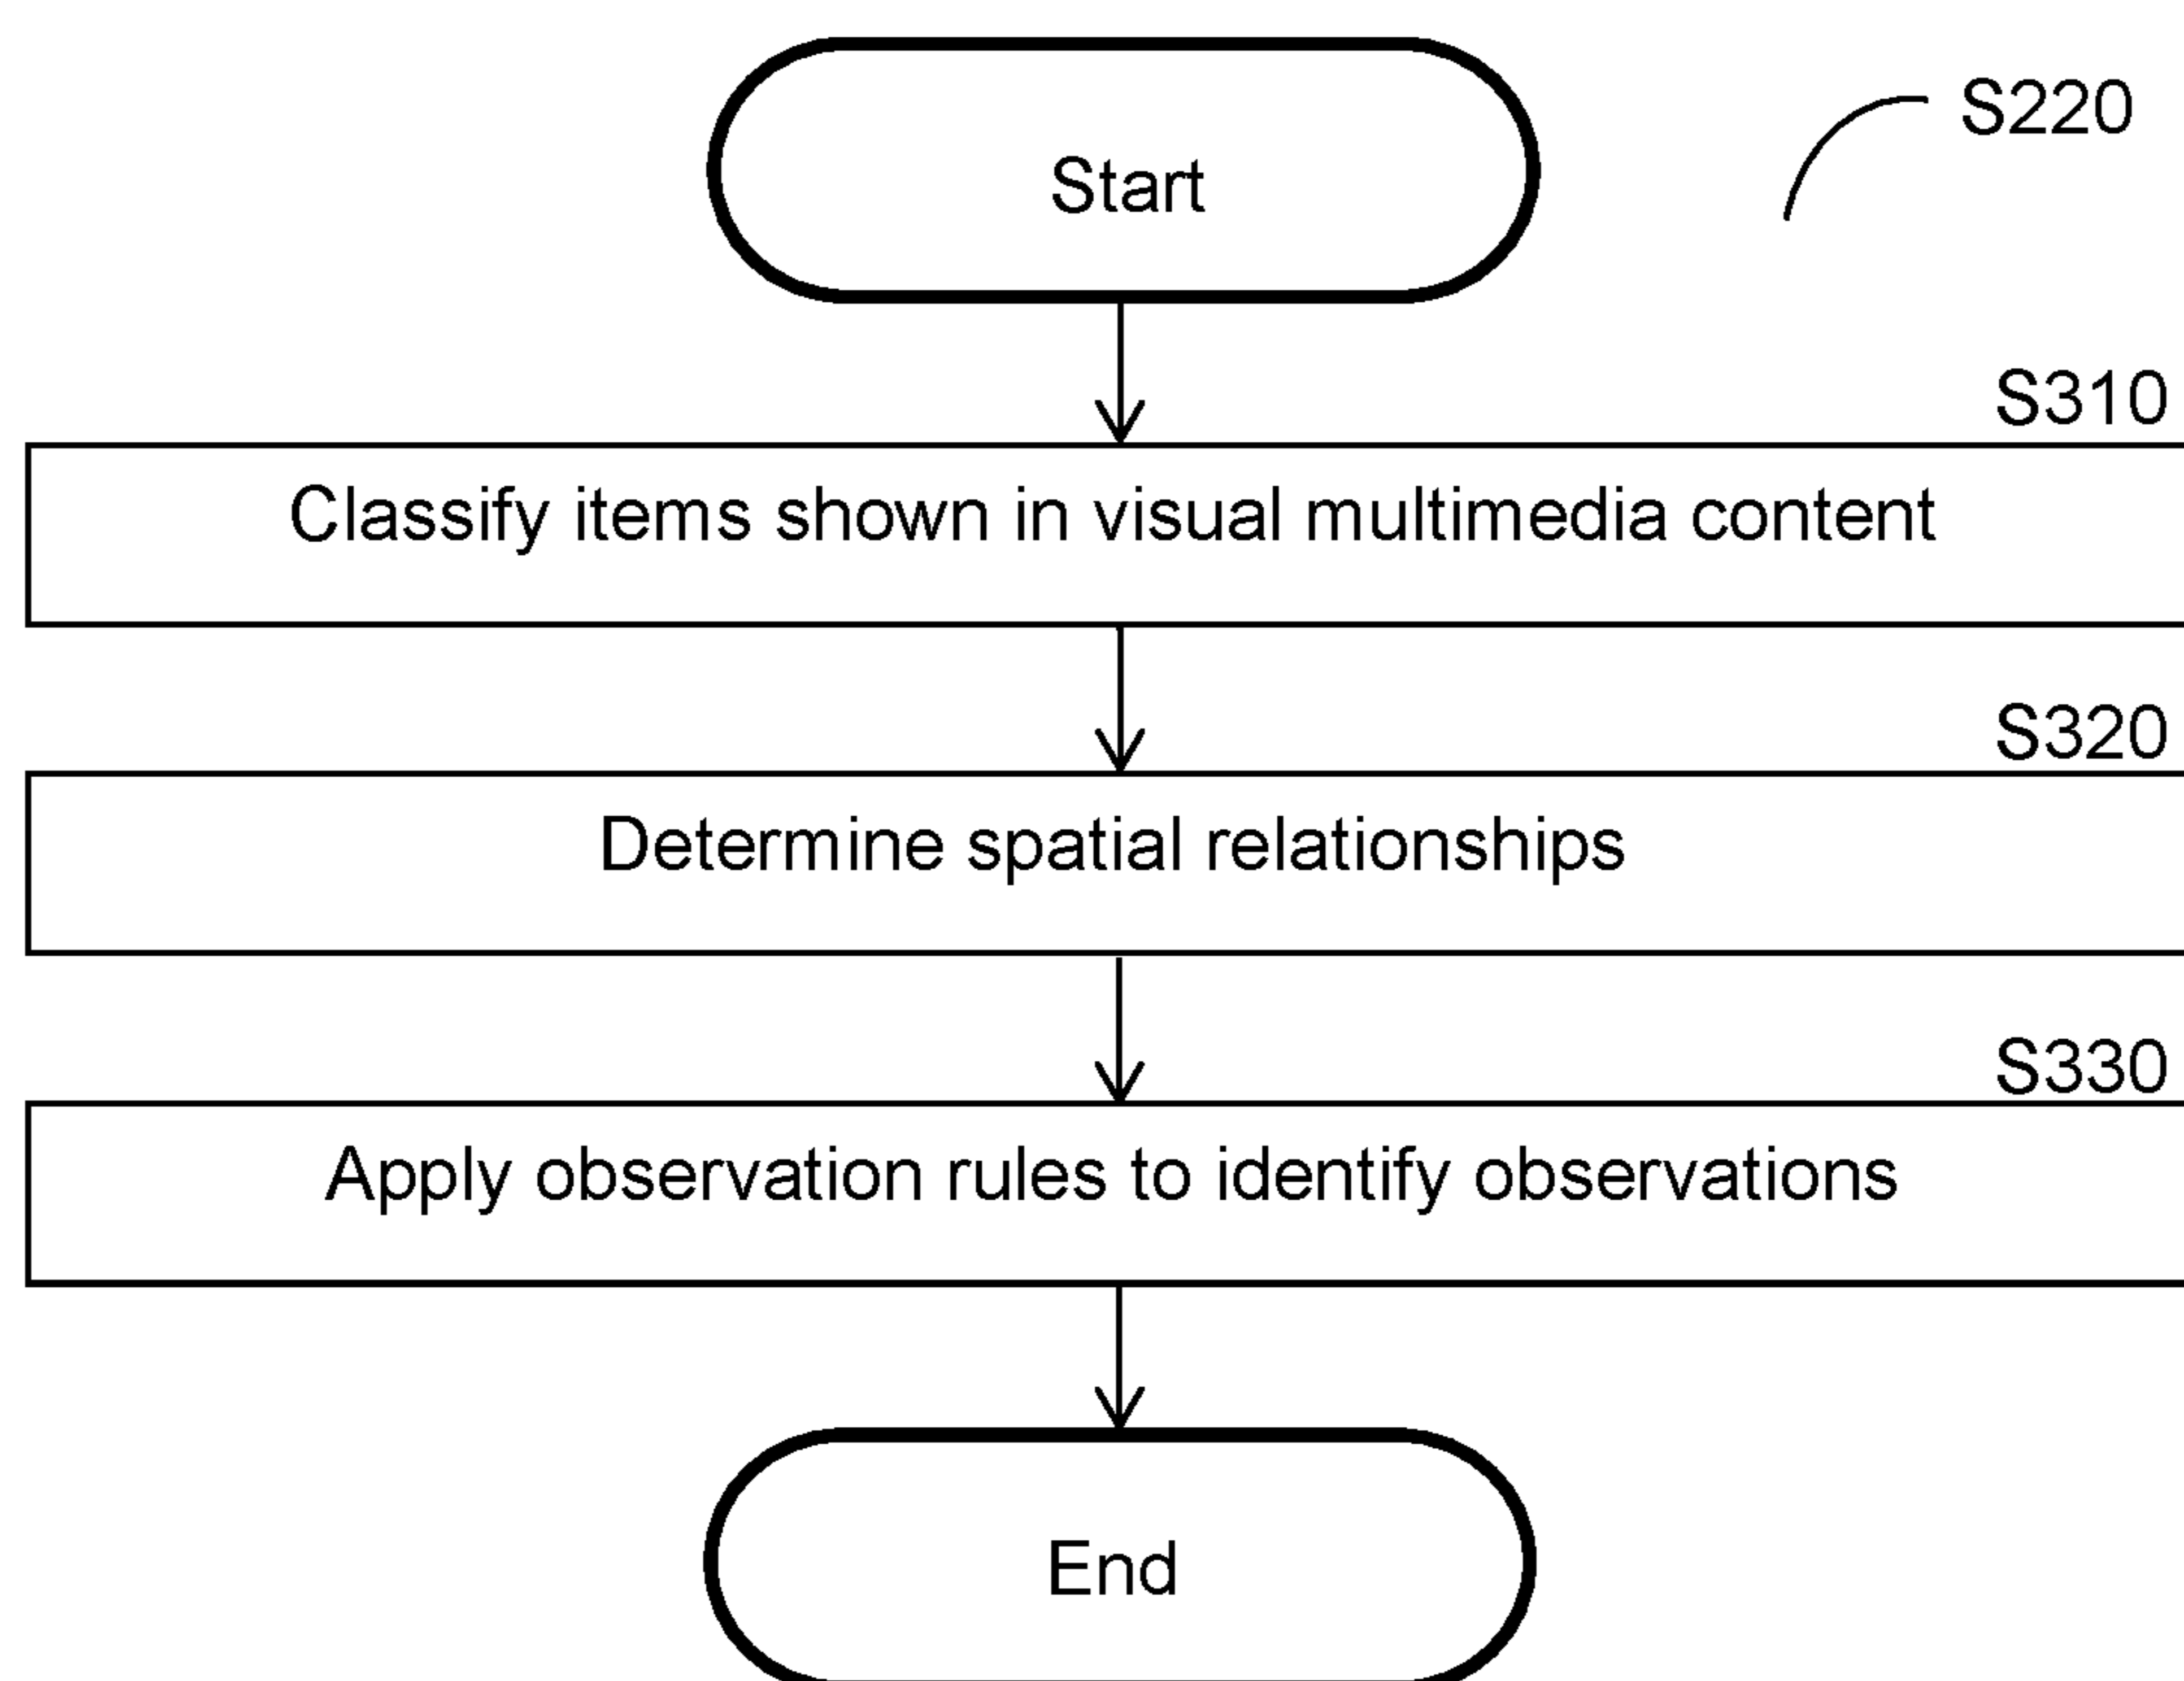 Start
S220
S310
Classify items shown in visual multimedia content
S320
Determine spatial relationships
S330
Apply observation rules to identify observations
End